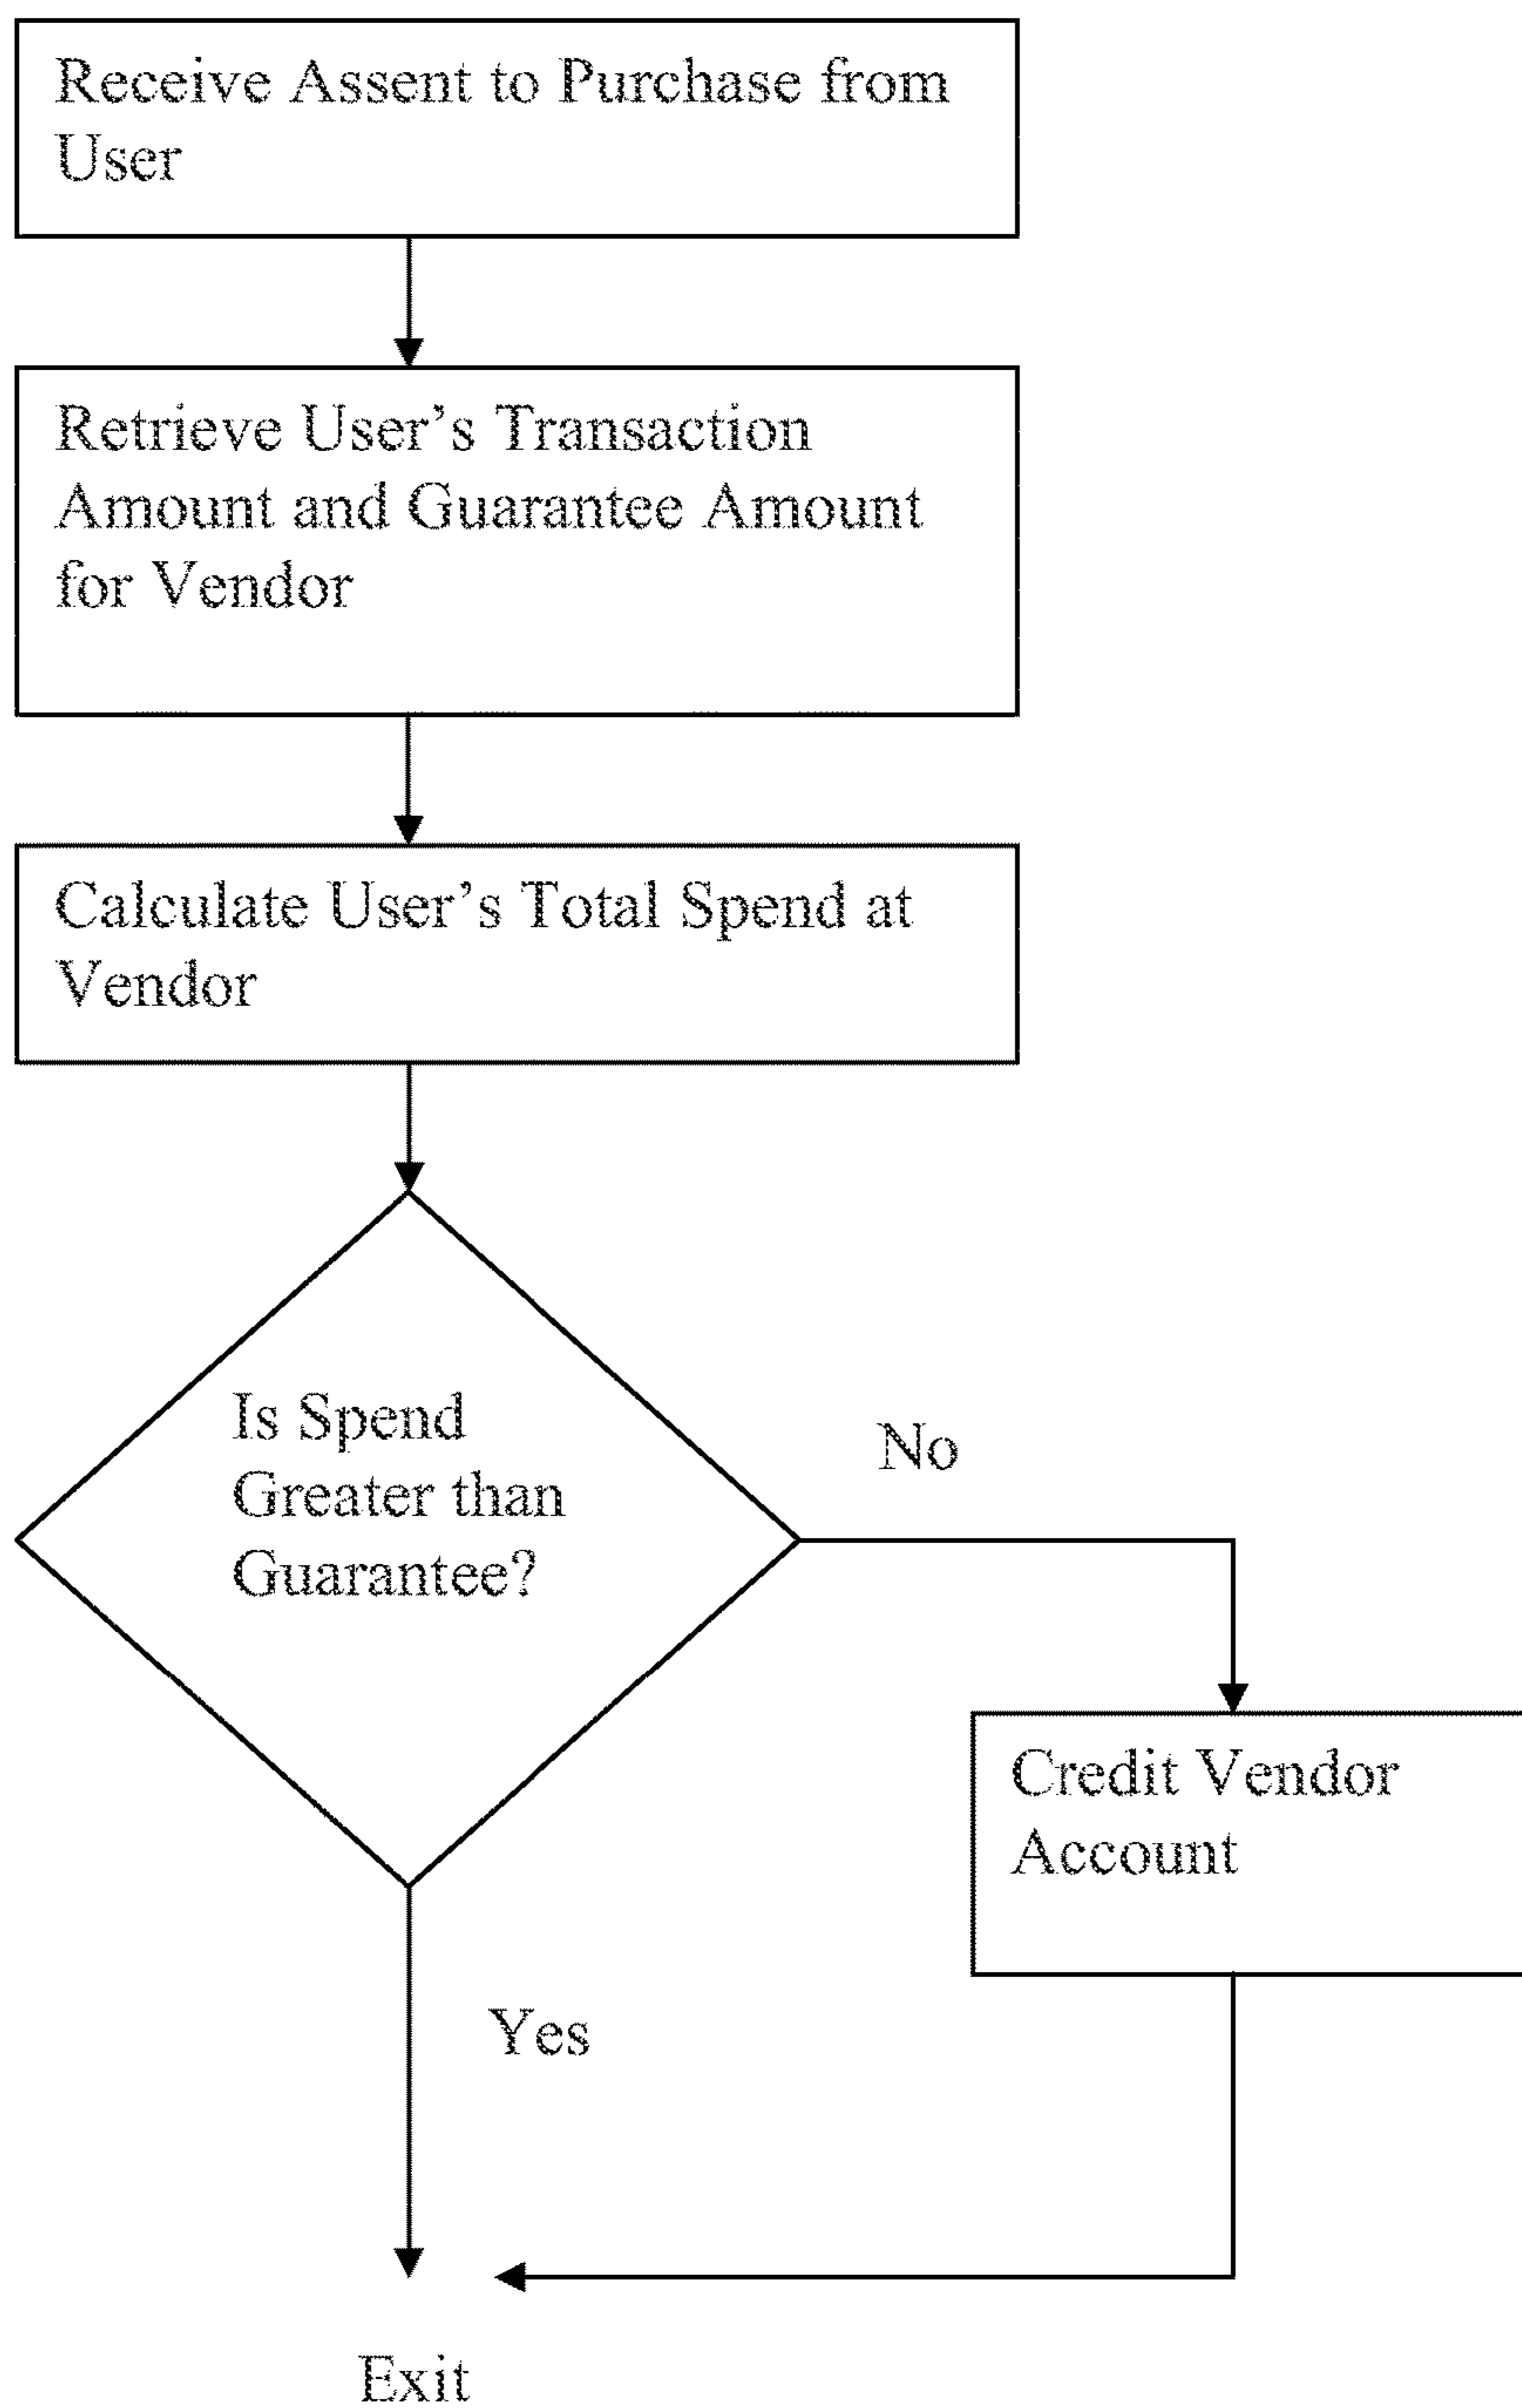 Receive Assent to Purchase from
User
Retrieve User's Transaction
Amount and Guarantee Amount
for Vendor
Calculate User's Total Spend at
Vendor
Is Spend
Greater than
Guarantee?
No
Credit Vendor
Account
Yes
Exit